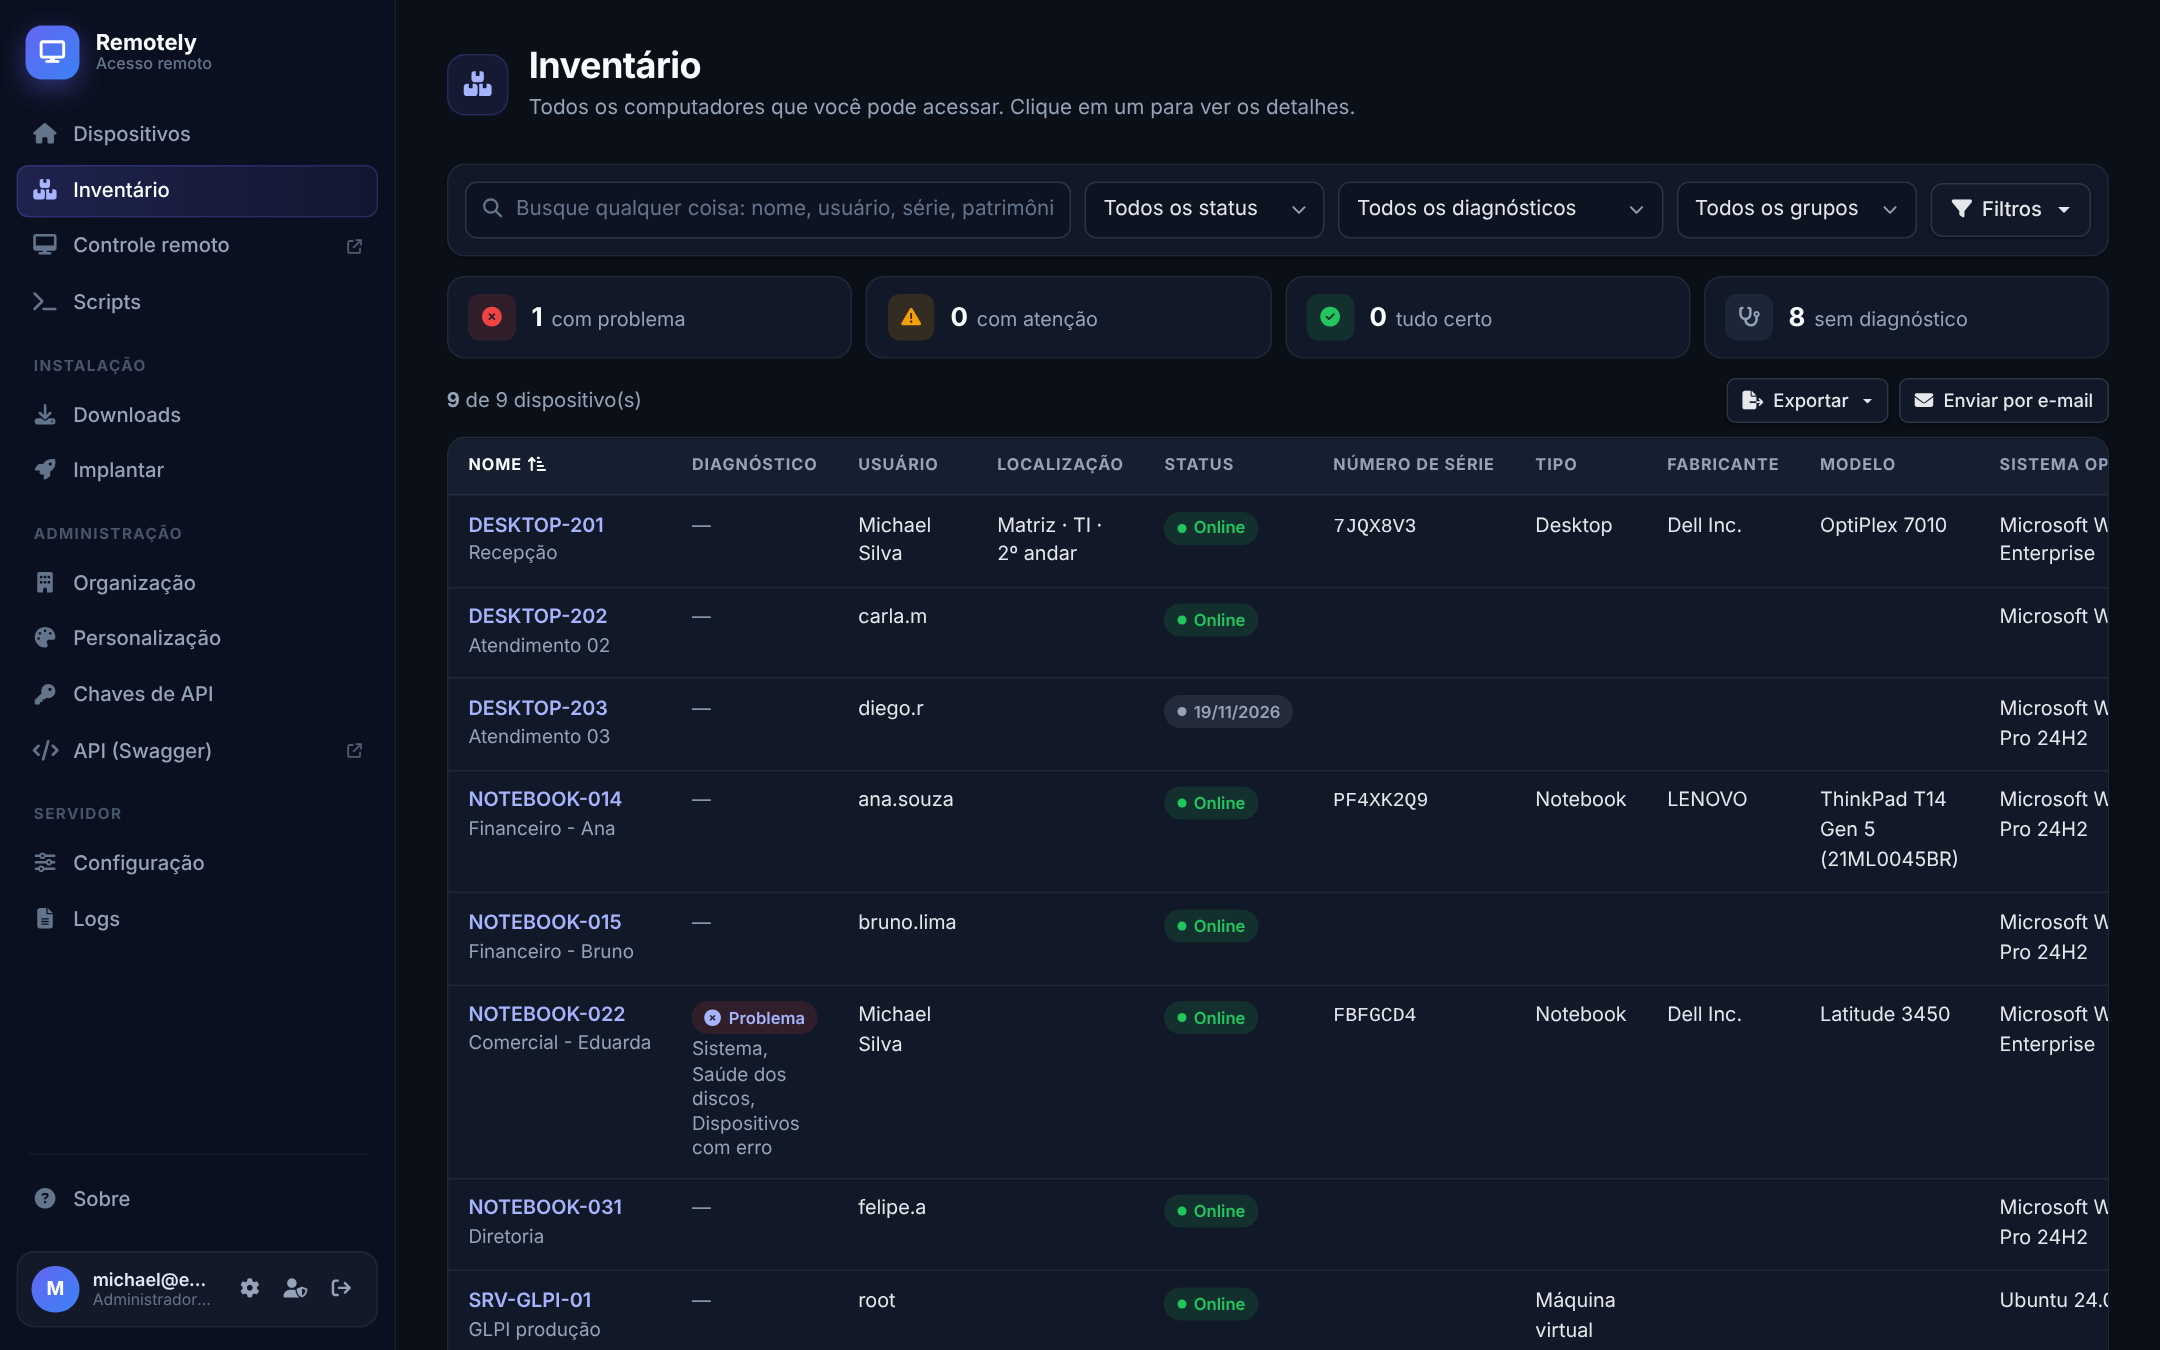 Remotely
Acesso remoto
Dispositivos
Inventário
Controle remoto
Scripts
INSTALAÇÃO
Downloads
Implantar
ADMINISTRAÇÃO
Organização
Personalização
Chaves de API
API (Swagger)
SERVIDOR
Configuração
Logs
Sobre
M
michael@e...
Administrador...
Inventário
Todos os computadores que você pode acessar. Clique em um para ver os detalhes.
Busque qualquer coisa: nome, usuário, série, patrimôni
Todos os status
Todos os diagnósticos
Todos os grupos
Filtros
1 com problema
0 com atenção
0 tudo certo
8 sem diagnóstico
9 de 9 dispositivo(s)
Exportar
Enviar por e-mail
NOME DIAGNÓSTICO USUÁRIO LOCALIZAÇÃO STATUS NÚMERO DE SÉRIE TIPO FABRICANTE MODELO SISTEMA OP
DESKTOP-201 — Michael Matriz · TI · Online 7JQX8V3 Desktop Dell Inc. OptiPlex 7010 Microsoft W
Recepção Silva 2º andar Enterprise
DESKTOP-202 — carla.m Online Microsoft W
Atendimento 02
DESKTOP-203 — diego.r 19/11/2026 Microsoft W
Atendimento 03 Pro 24H2
NOTEBOOK-014 — ana.souza Online PF4XK2Q9 Notebook LENOVO ThinkPad T14 Microsoft W
Financeiro - Ana Gen 5 Pro 24H2
(21ML0045BR)
NOTEBOOK-015 — bruno.lima Online Microsoft W
Financeiro - Bruno Pro 24H2
NOTEBOOK-022 Problema Michael Online FBFGCD4 Notebook Dell Inc. Latitude 3450 Microsoft W
Comercial - Eduarda Sistema, Silva Enterprise
Saúde dos
discos,
Dispositivos
com erro
NOTEBOOK-031 — felipe.a Online Microsoft W
Diretoria Pro 24H2
SRV-GLPI-01 — root Online Máquina Ubuntu 24.0
GLPI produção virtual